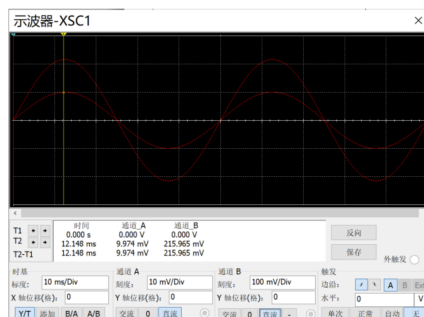 示波器-XSC1
时间 通道_A 通道_B
T1 0.000 s 0.000 V 0.000 V 反向
T2 12.148 ms 9.974 mV 215.965 mV
T2-T1 12.148 ms 9.974 mV 215.965 mV 保存 外触发
时基 通道 A 通道 B 触发
标度: 10 ms/Div 刻度: 10 mV/Div 刻度: 100 mV/Div 边沿: A B Ext
X 轴位移(格): 0 Y 轴位移(格): 0 Y 轴位移(格): 0 水平: 0 V
Y/T 添加 B/A A/B 交流 0 直流 交流 0 直流 - 单次 正常 自动 无